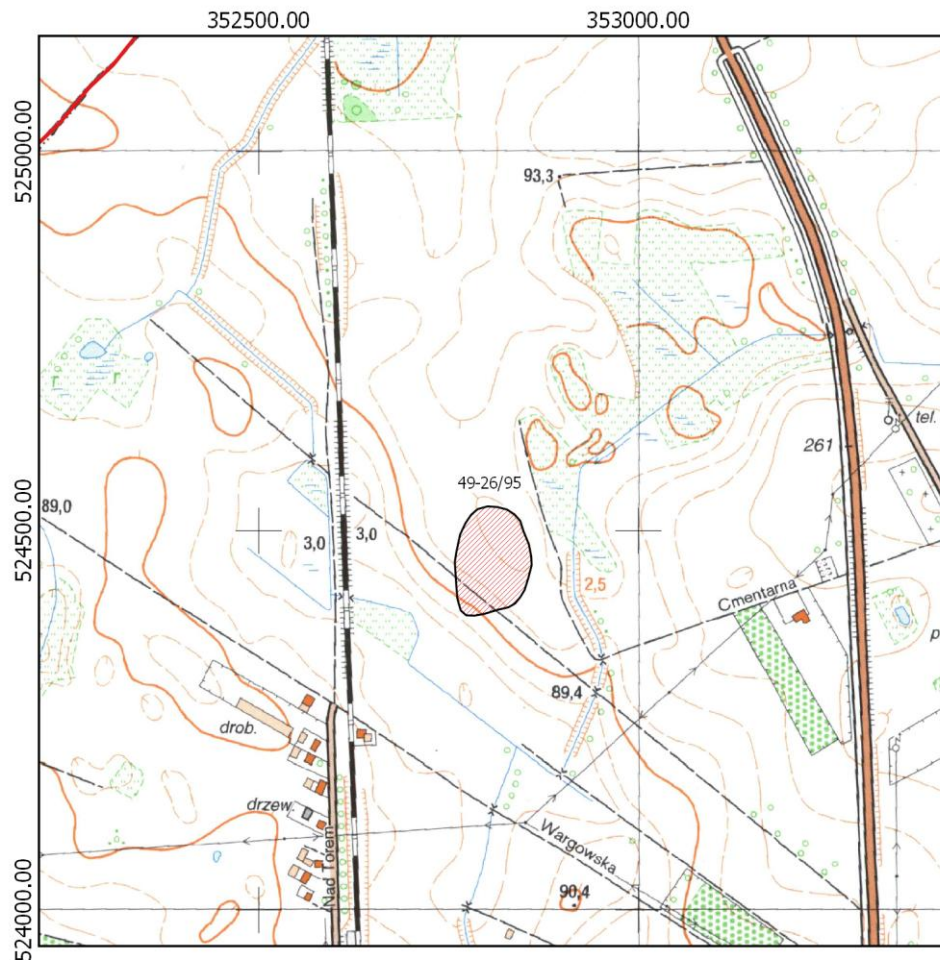 352500.00 353000.00
525000.00
524500.00
524000.00
93,3
tel.
261
49-26/95
89,0
3,0 3,0
2,5
Cmentarna
p
89,4
drob.
drzew.
Nad Torem
Wargowska
90,4
r r